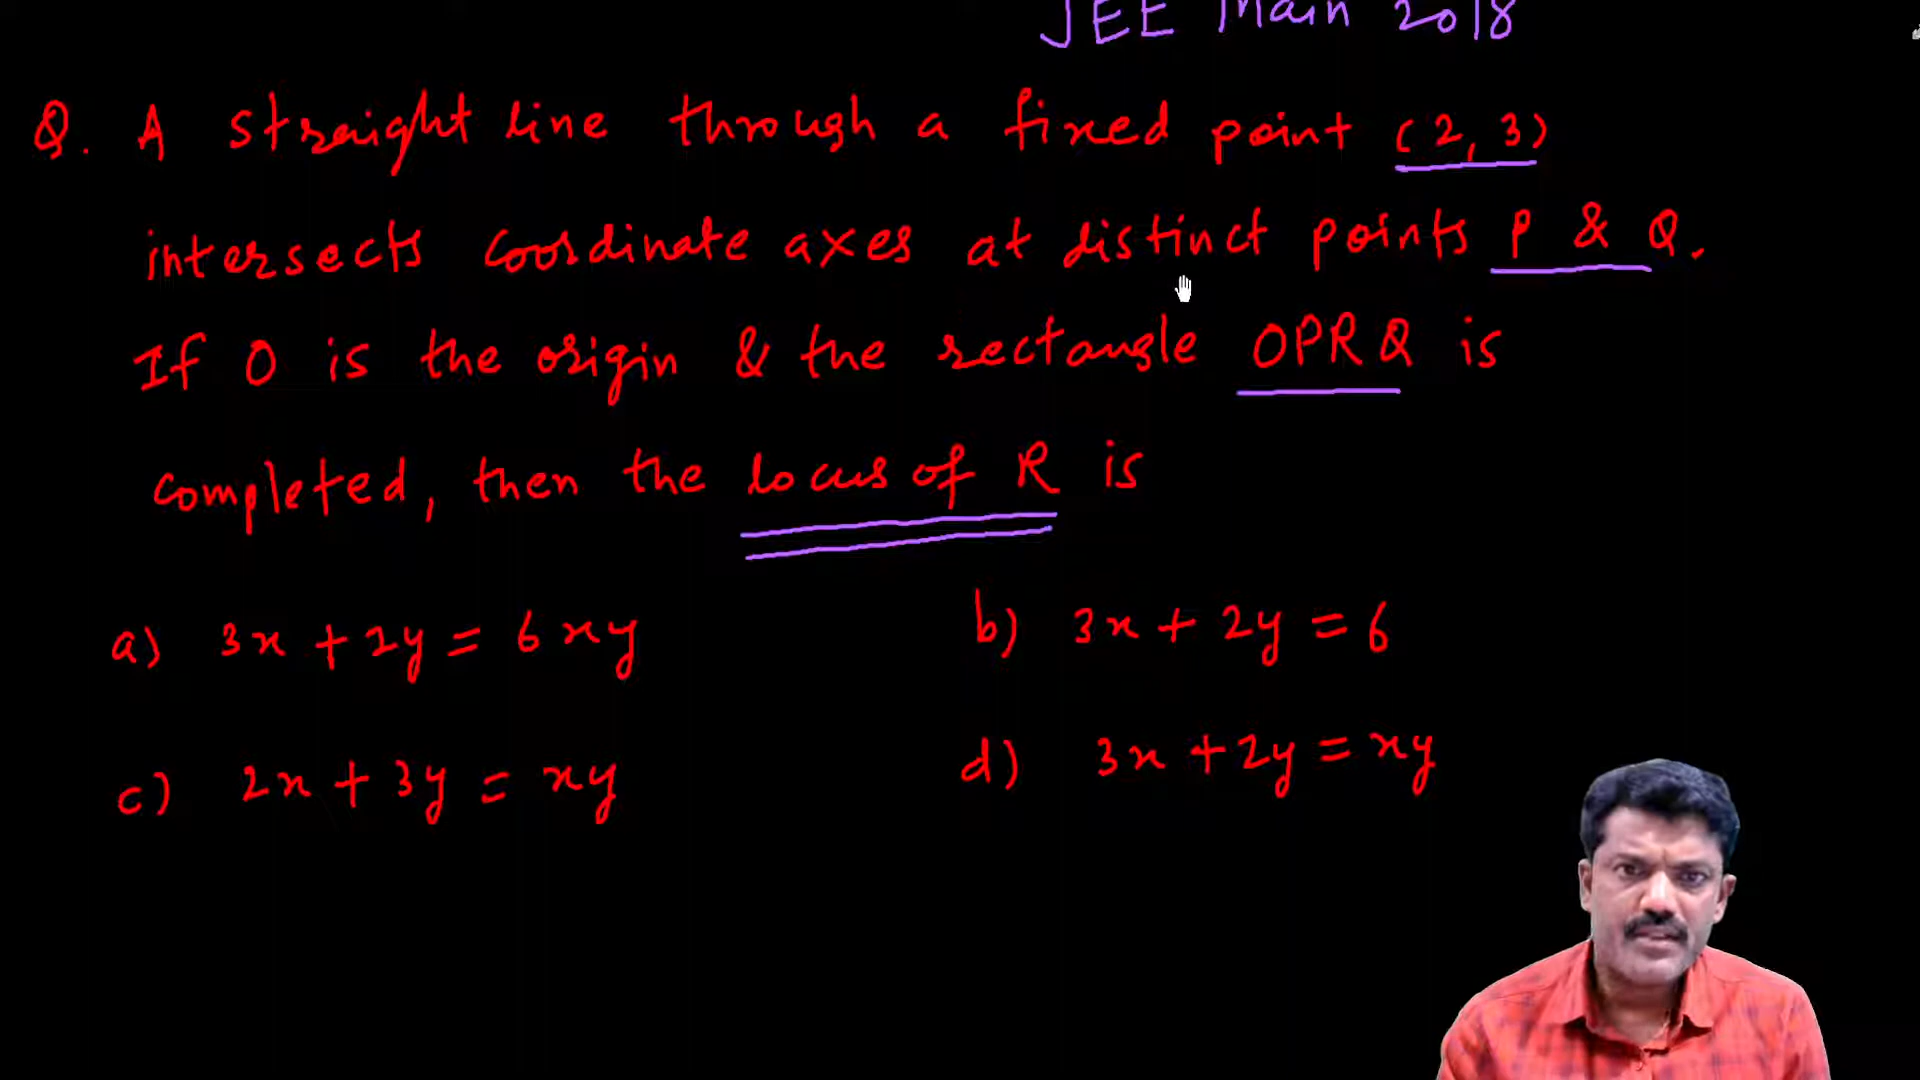 JEE Main 2018
Q. A straight line through a fixed point (2, 3)
intersects coordinate axes at distinct points P & Q.
If O is the origin & the rectangle OPRQ is
completed, then the locus of R is
a) 3x + 2y = 6xy
b) 3x + 2y = 6
c) 2x + 3y = xy
d) 3x + 2y = xy